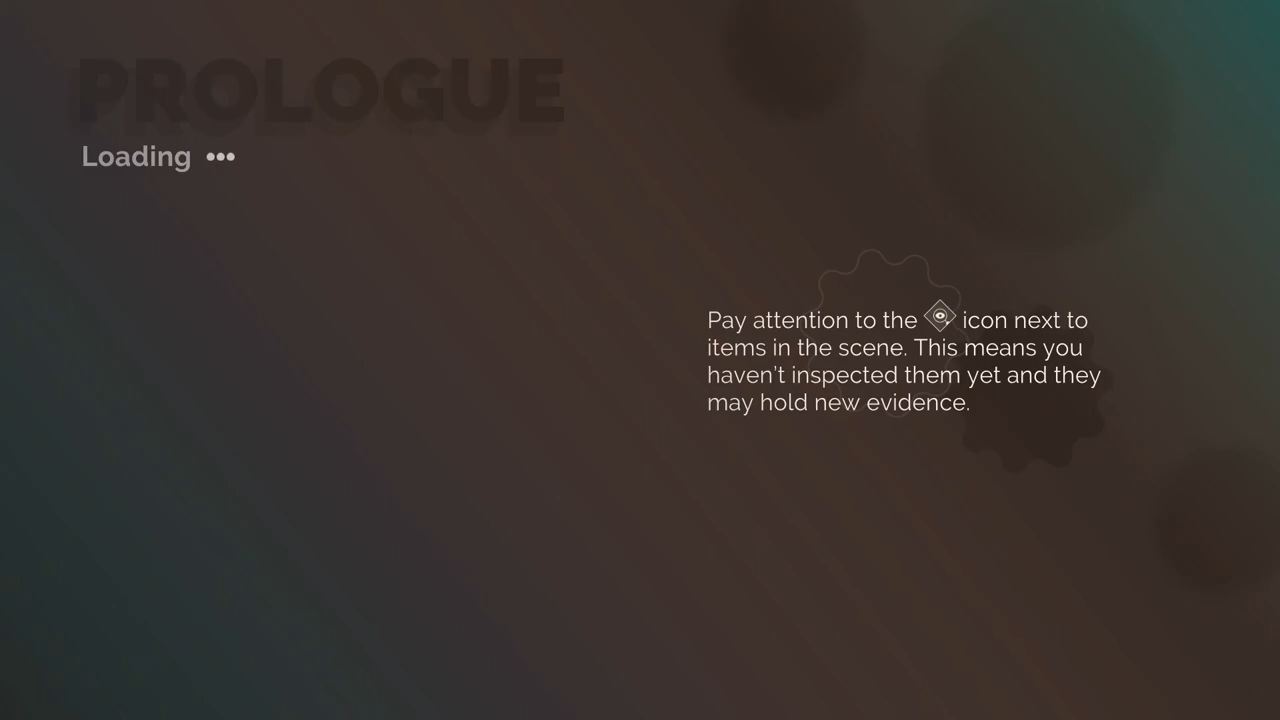 PROLOGUE
Loading •••
Pay attention to the icon next to
items in the scene. This means you
haven't inspected them yet and they
may hold new evidence.